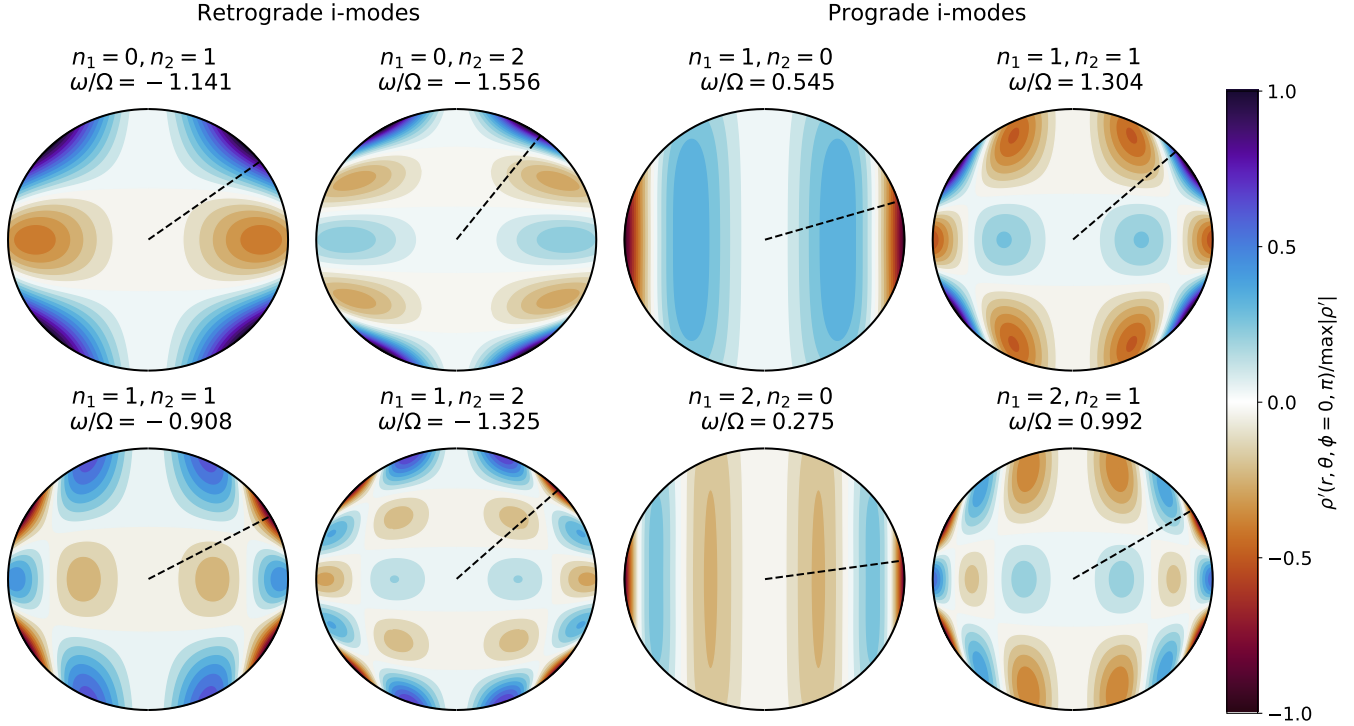 Retrograde i-modes
Prograde i-modes
n₁ = 0, n₂ = 1
ω/Ω = −1.141
n₁ = 0, n₂ = 2
ω/Ω = −1.556
n₁ = 1, n₂ = 0
ω/Ω = 0.545
n₁ = 1, n₂ = 1
ω/Ω = 1.304
n₁ = 1, n₂ = 1
ω/Ω = −0.908
n₁ = 1, n₂ = 2
ω/Ω = −1.325
n₁ = 2, n₂ = 0
ω/Ω = 0.275
n₁ = 2, n₂ = 1
ω/Ω = 0.992
1.0
0.5
0.0
−0.5
−1.0
ρ′(r, θ, ϕ = 0, π)/max|ρ′|